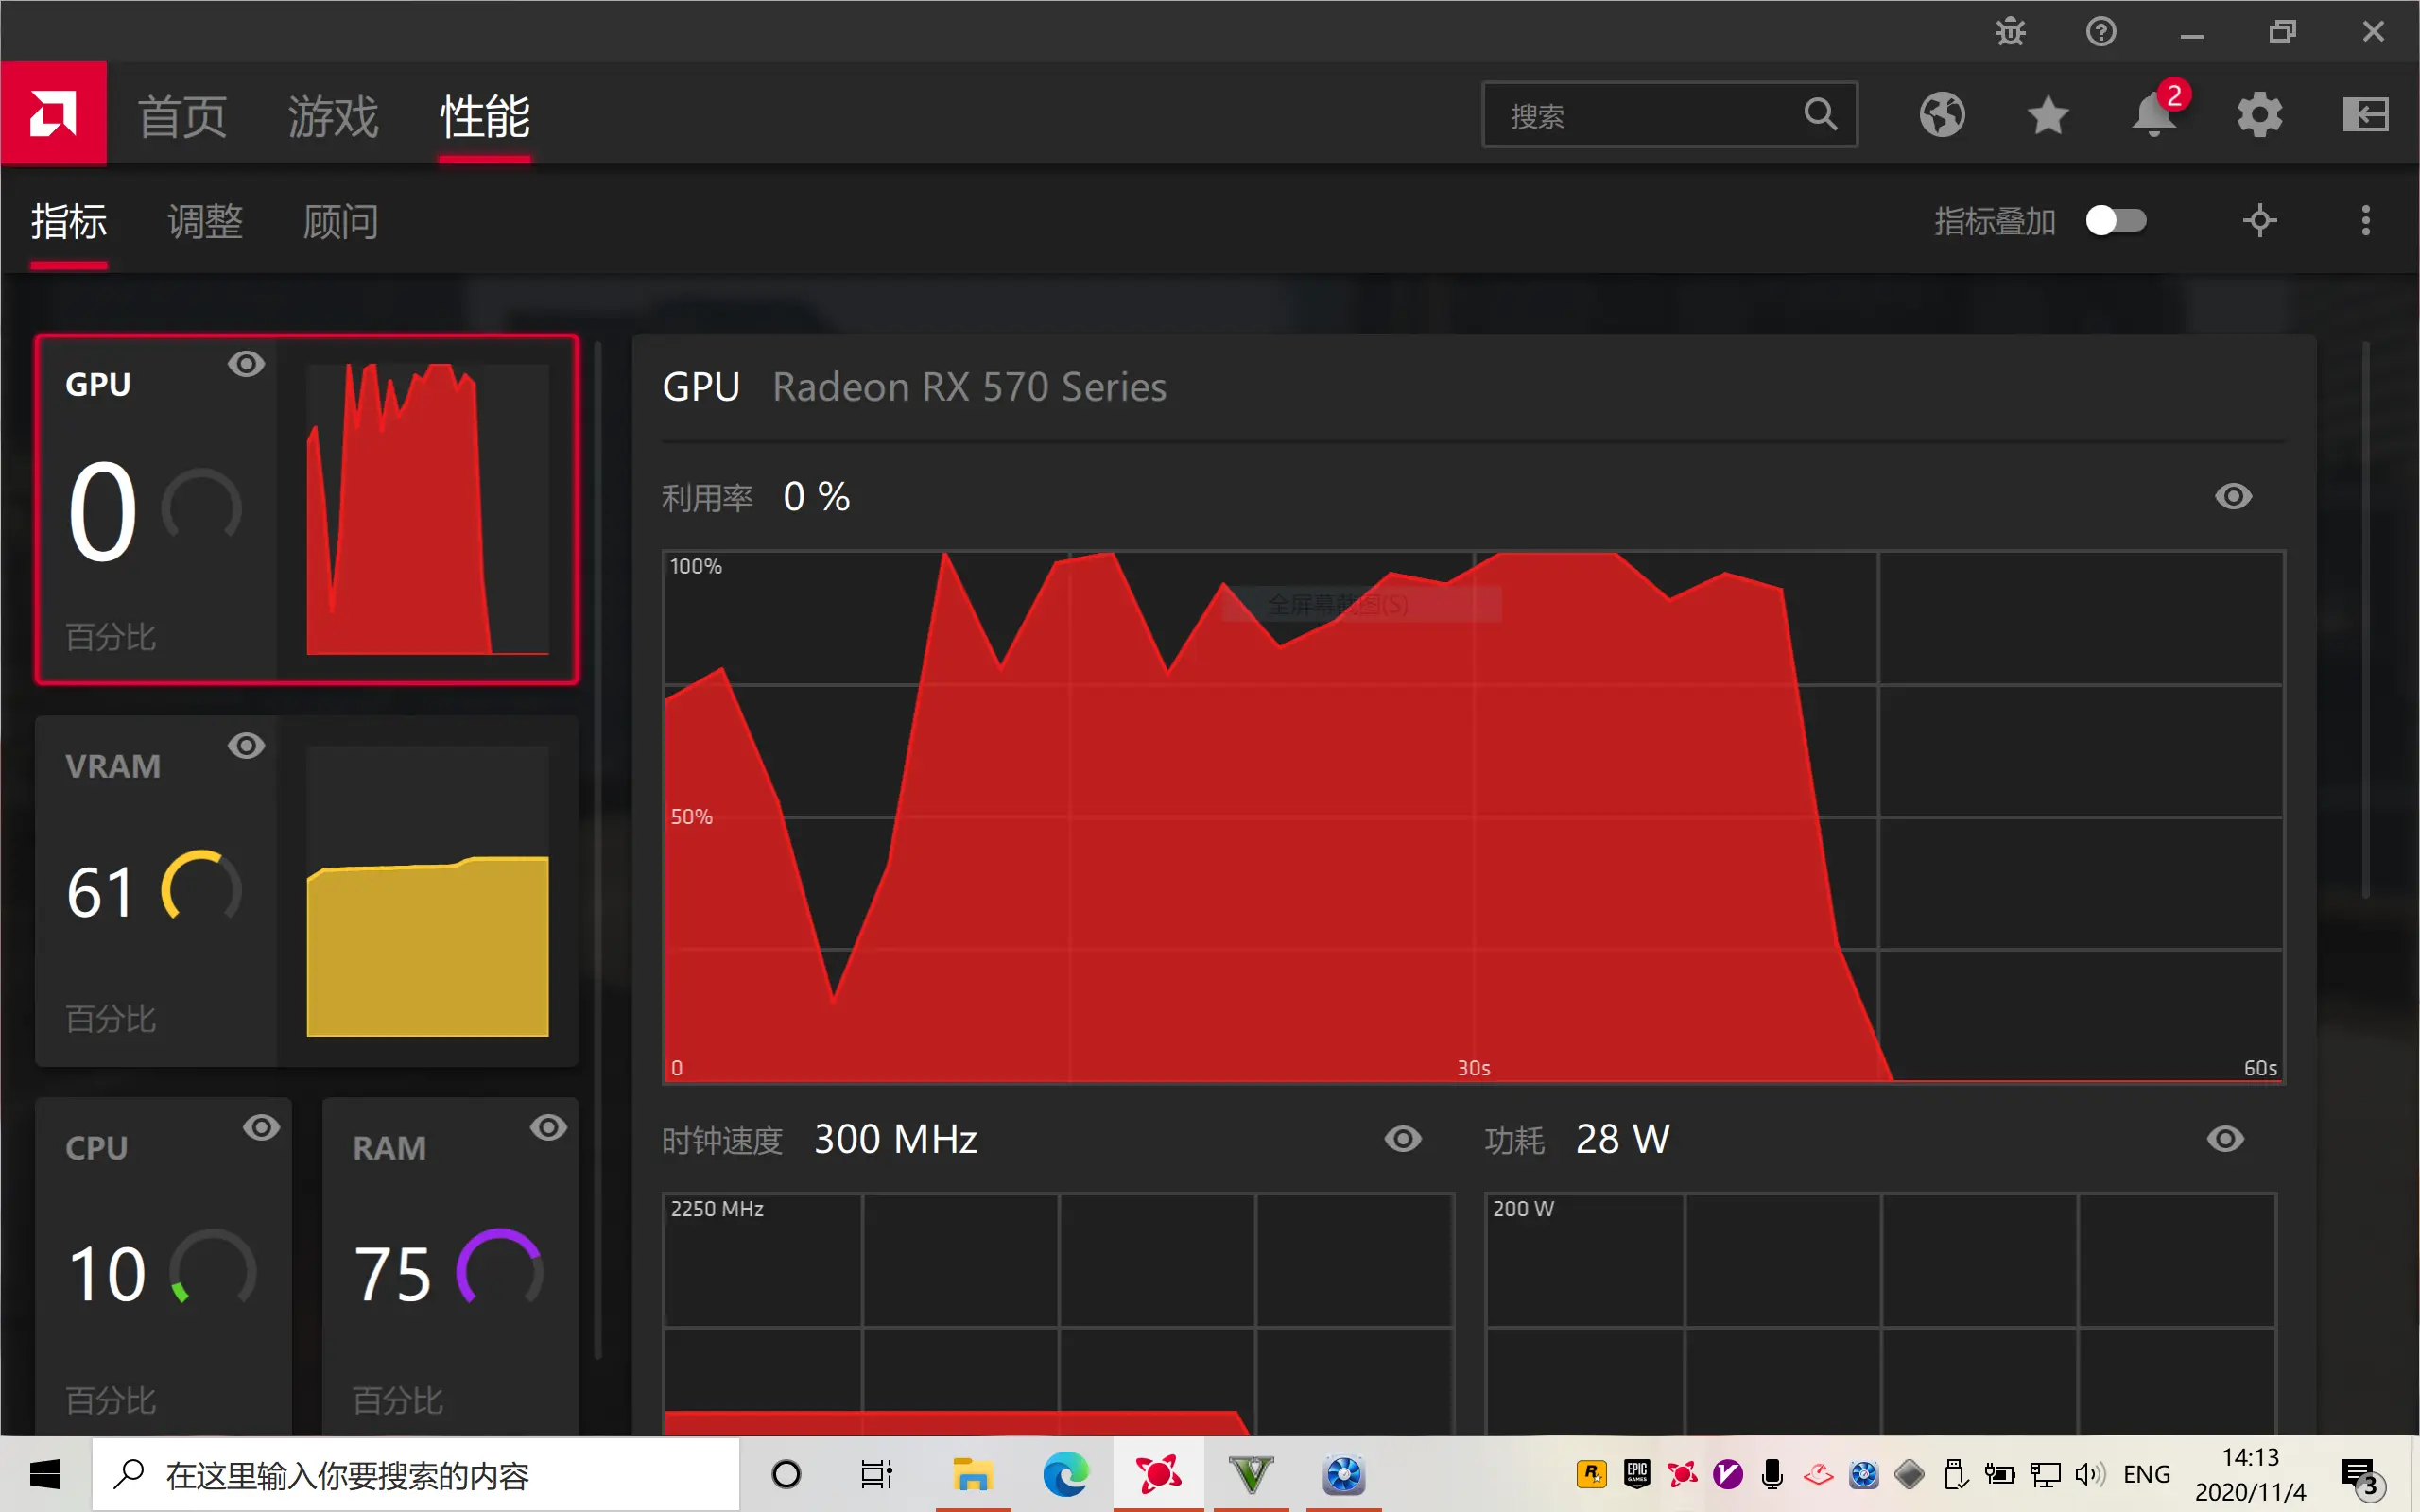 首页 游戏 性能 搜索 2
指标 调整 顾问 指标叠加
GPU
0
百分比
VRAM
61
百分比
CPU
10
百分比
RAM
75
百分比
GPU Radeon RX 570 Series
利用率 0 %
100%
全屏幕截图(S)
50%
0 30s 60s
时钟速度 300 MHz
2250 MHz
功耗 28 W
200 W
在这里输入你要搜索的内容
R
EPIC GAMES
V
ENG
14:13
2020/11/4
3